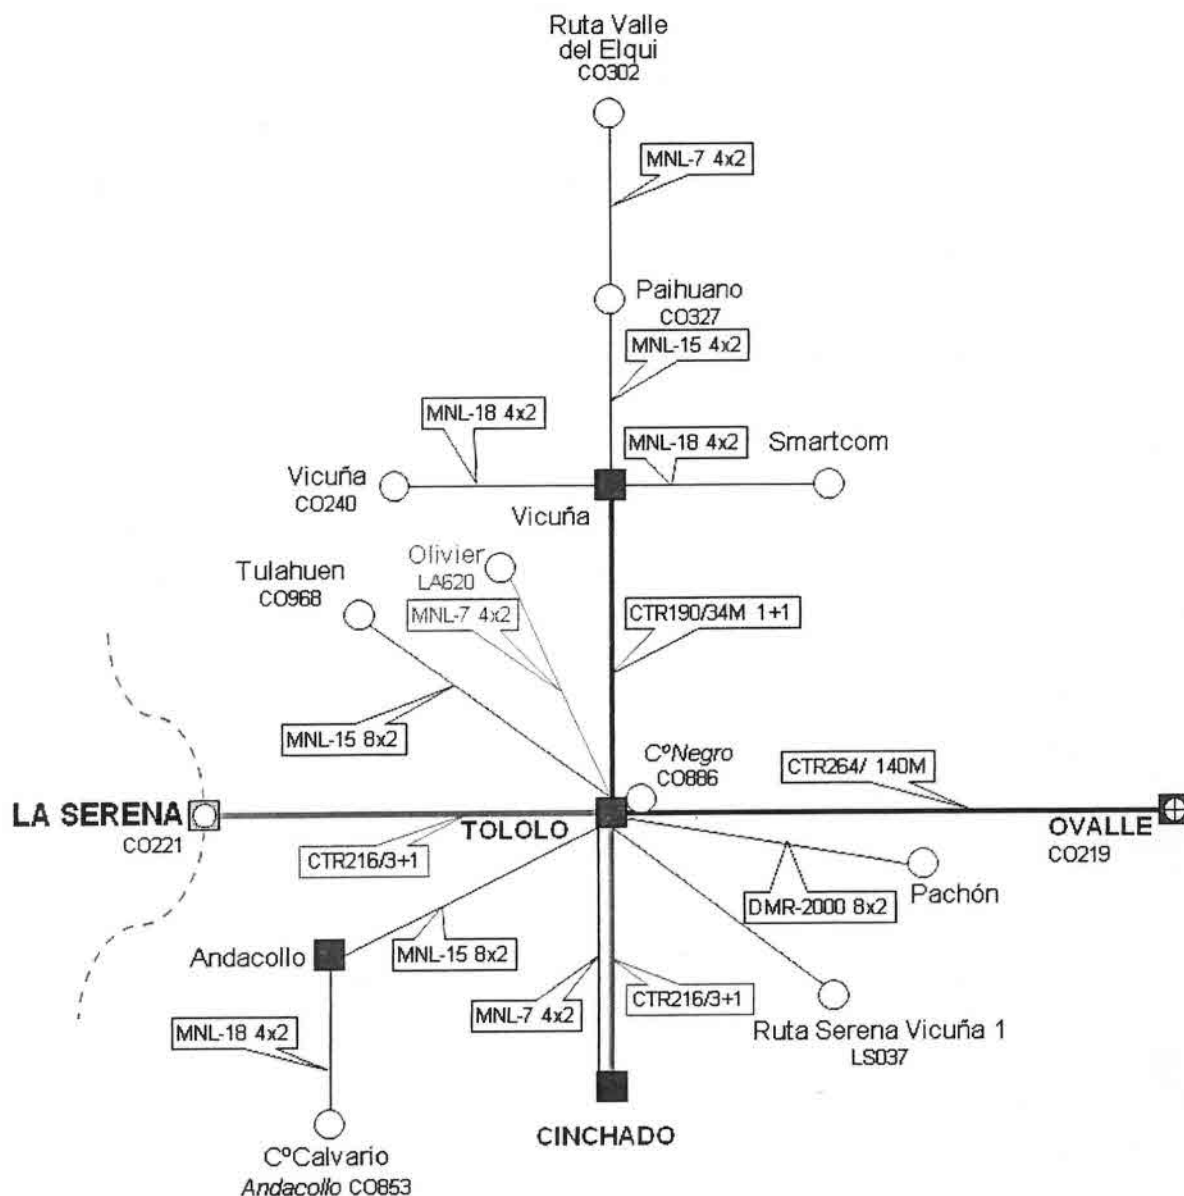 Ruta Valle
del Elqui
CO302
MNL-7 4x2
Paihuano
CO327
MNL-15 4x2
MNL-18 4x2
MNL-18 4x2
Smartcom
Vicuña
CO240
Vicuña
Olivier
LA620
Tulahuen
CO968
MNL-7 4x2
CTR190/34M 1+1
MNL-15 8x2
CºNegro
CO886
CTR264/ 140M
LA SERENA
CO221
TOLOLO
OVALLE
CO219
CTR216/3+1
Pachón
DMR-2000 8x2
Andacollo
MNL-15 8x2
MNL-7 4x2
CTR216/3+1
MNL-18 4x2
Ruta Serena Vicuña 1
LS037
CINCHADO
CºCalvario
Andacollo CO853